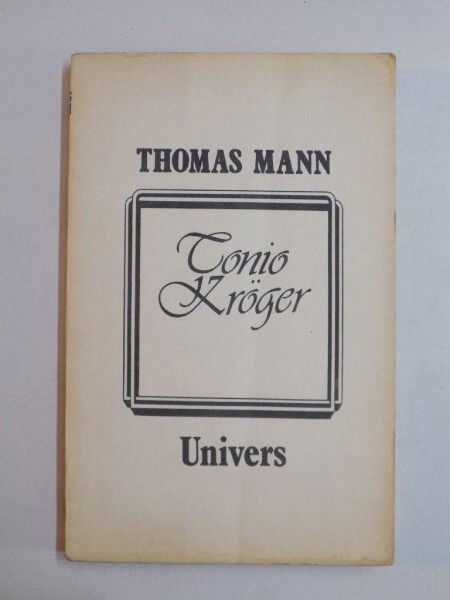 THOMAS MANN
Tonio
Kröger
Univers